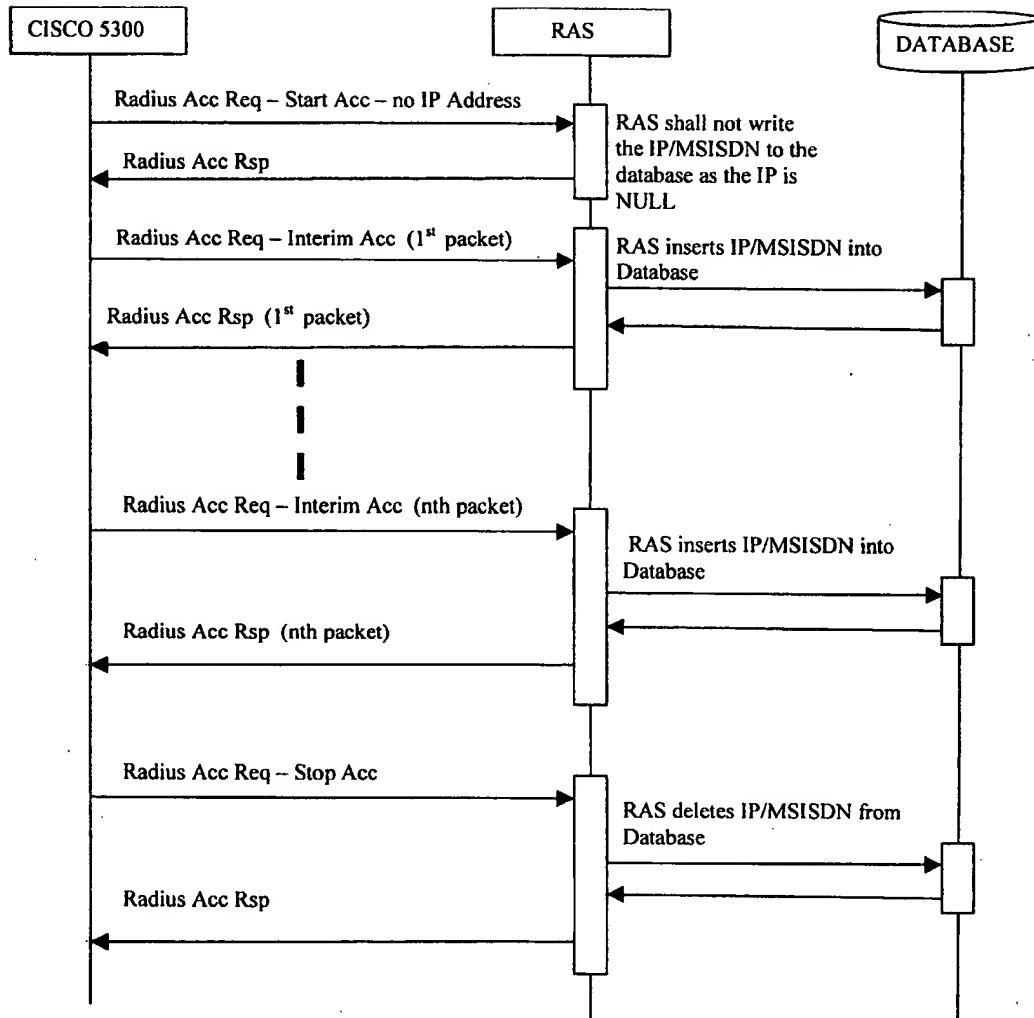 CISCO 5300
RAS
DATABASE
Radius Acc Req – Start Acc – no IP Address
RAS shall not write
the IP/MSISDN to the
database as the IP is
NULL
Radius Acc Rsp
Radius Acc Req – Interim Acc (1st packet)
RAS inserts IP/MSISDN into
Database
Radius Acc Rsp (1st packet)
Radius Acc Req – Interim Acc (nth packet)
RAS inserts IP/MSISDN into
Database
Radius Acc Rsp (nth packet)
Radius Acc Req – Stop Acc
RAS deletes IP/MSISDN from
Database
Radius Acc Rsp